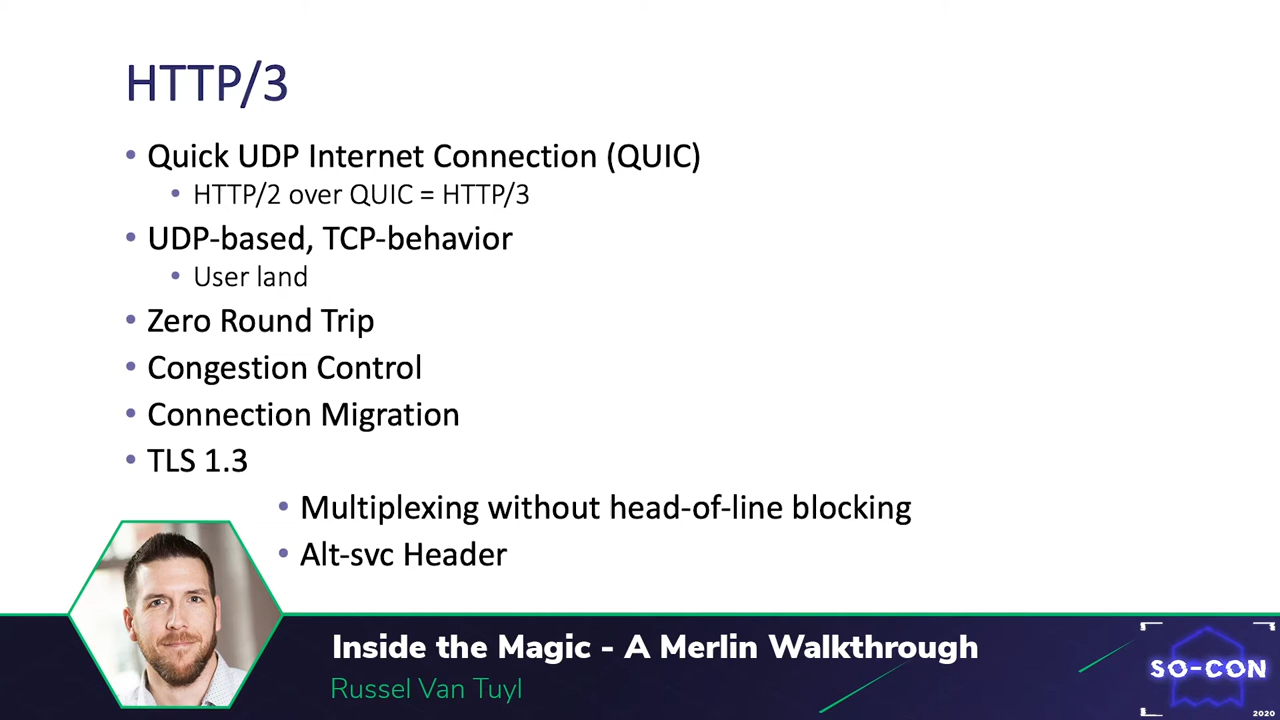 HTTP/3
• Quick UDP Internet Connection (QUIC)
• HTTP/2 over QUIC = HTTP/3
• UDP-based, TCP-behavior
• User land
• Zero Round Trip
• Congestion Control
• Connection Migration
• TLS 1.3
• Multiplexing without head-of-line blocking
• Alt-svc Header
Inside the Magic - A Merlin Walkthrough
Russel Van Tuyl
SO-CON
2020